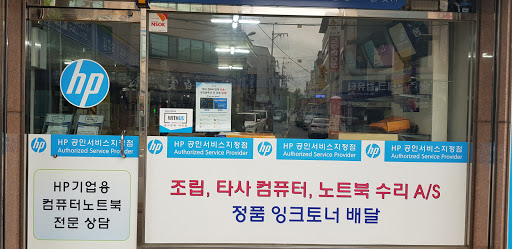 hp
HP 공인서비스지정점
Authorized Service Provider
hp
HP 공인서비스지정점
Authorized Service Provider
hp
HP 공인서비스지정점
Authorized Service Provider
hp
HP 공인서비스지정점
Authorized Service Provider
HP기업용
컴퓨터노트북
전문 상담
조립, 타사 컴퓨터, 노트북 수리 A/S
정품 잉크토너 배달